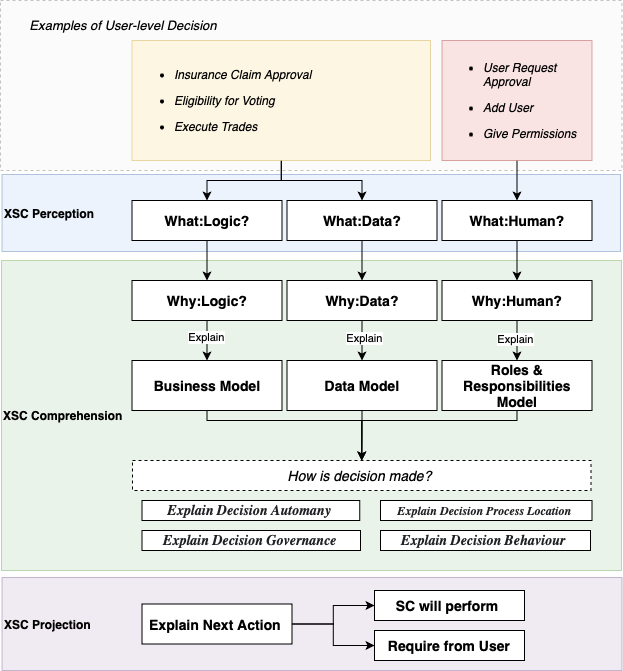 Examples of User-level Decision
• Insurance Claim Approval
• Eligibility for Voting
• Execute Trades
• User Request
Approval
• Add User
• Give Permissions
XSC Perception
What:Logic?
What:Data?
What:Human?
Why:Logic?
Why:Data?
Why:Human?
Explain
Explain
Explain
XSC Comprehension
Business Model
Data Model
Roles &
Responsibilities
Model
How is decision made?
Explain Decision Automany
Explain Decision Process Location
Explain Decision Governance
Explain Decision Behaviour
XSC Projection
Explain Next Action
SC will perform
Require from User